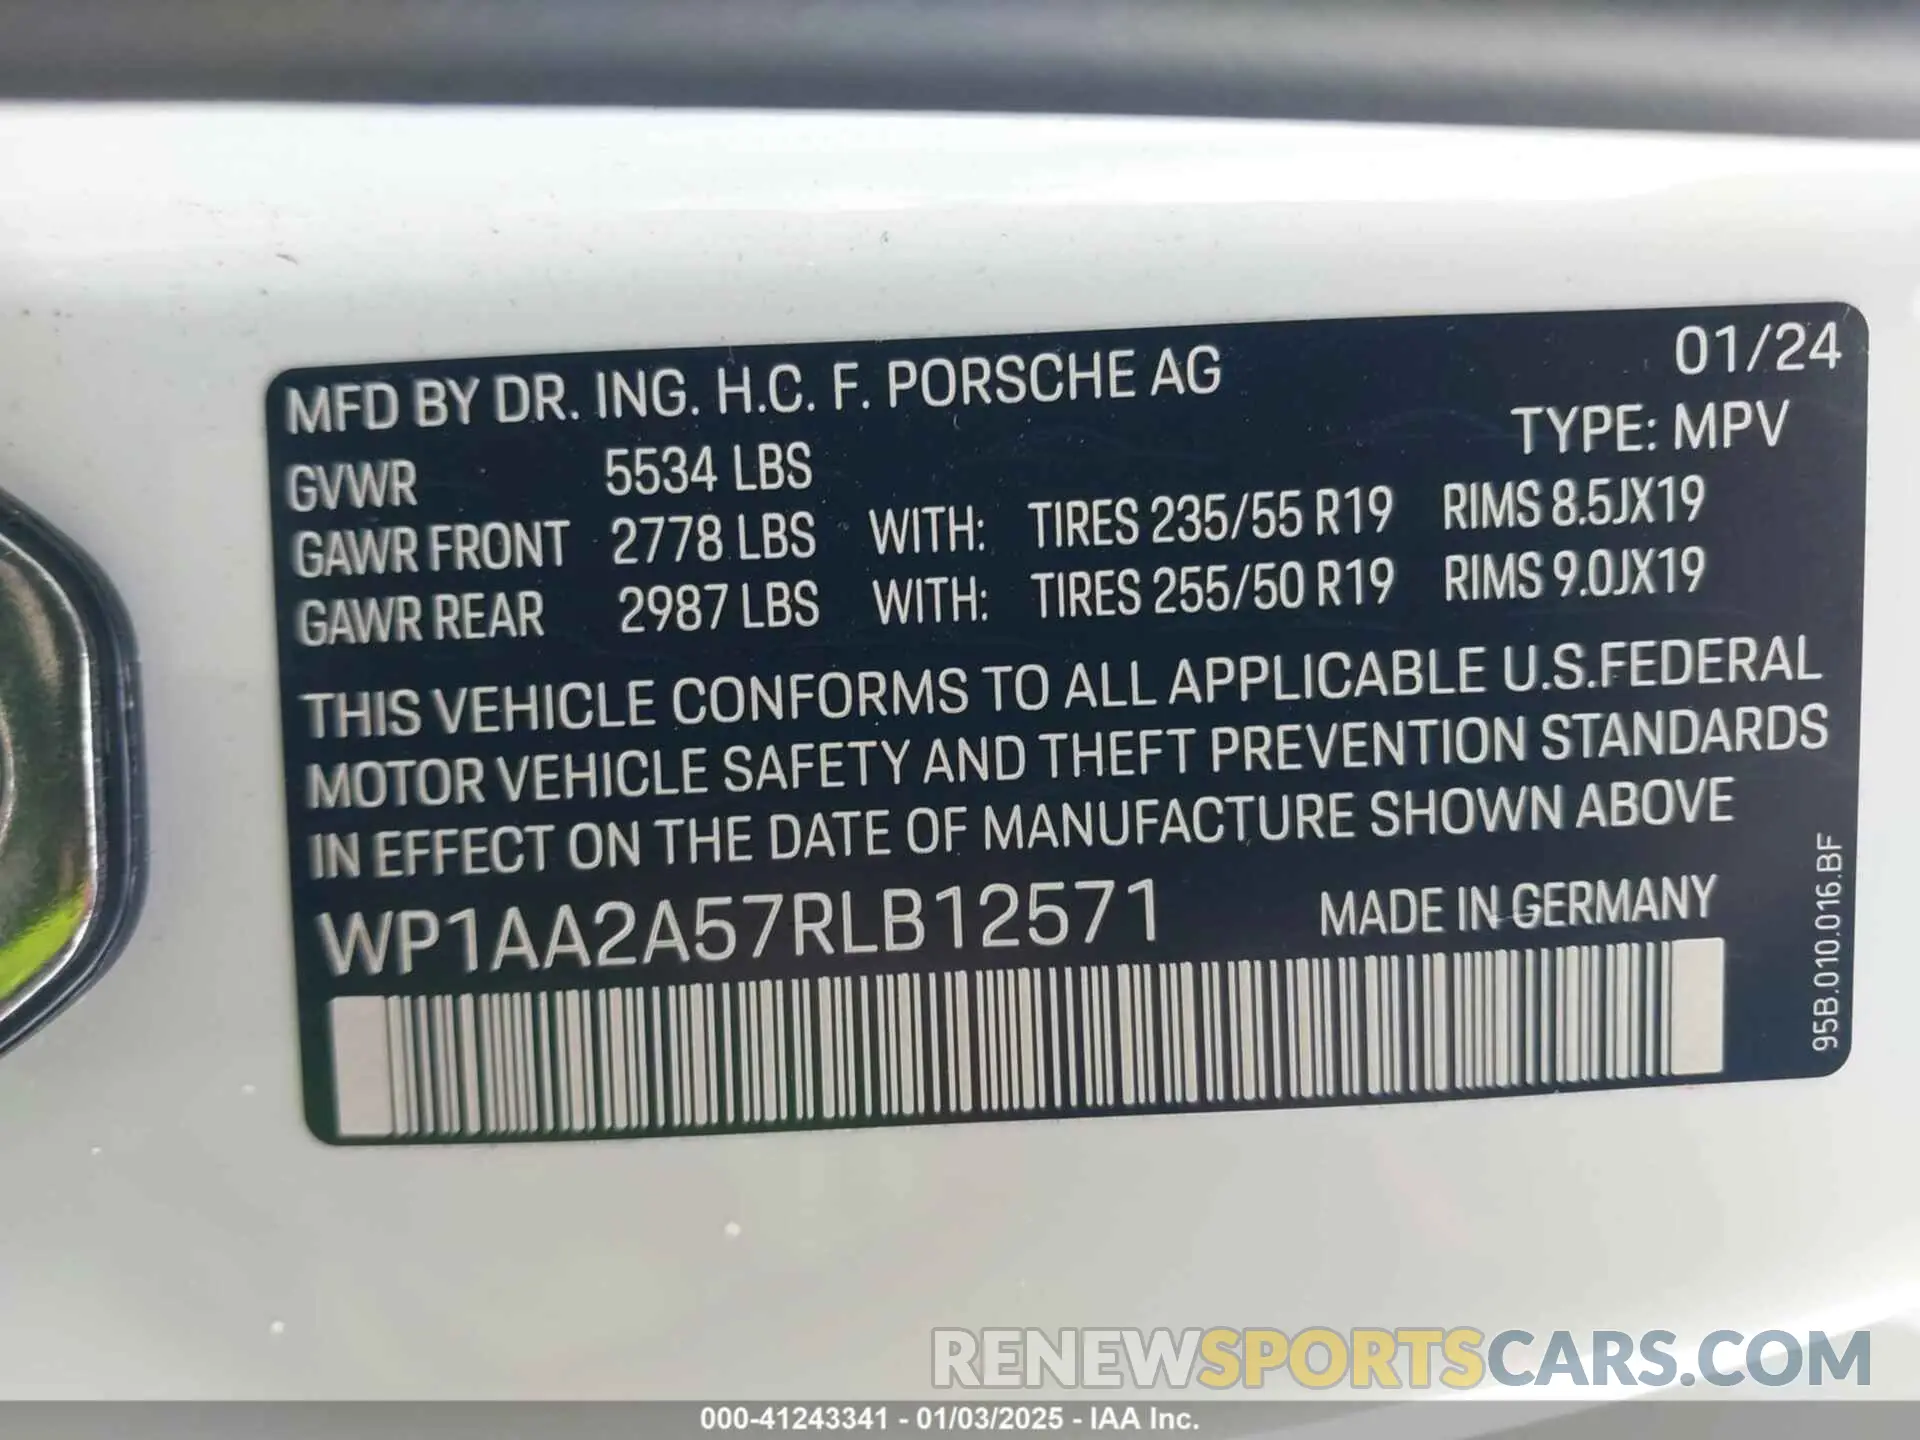 01/24
MFD BY DR. ING. H.C. F. PORSCHE AG
TYPE: MPV
GVWR 5534 LBS
GAWR FRONT 2778 LBS WITH: TIRES 235/55 R19 RIMS 8.5JX19
GAWR REAR 2987 LBS WITH: TIRES 255/50 R19 RIMS 9.0JX19
THIS VEHICLE CONFORMS TO ALL APPLICABLE U.S.FEDERAL
MOTOR VEHICLE SAFETY AND THEFT PREVENTION STANDARDS
IN EFFECT ON THE DATE OF MANUFACTURE SHOWN ABOVE
WP1AA2A57RLB12571 MADE IN GERMANY
95B.010.016.BF
RENEWSPORTSCARS.COM
000-41243341 - 01/03/2025 - IAA Inc.